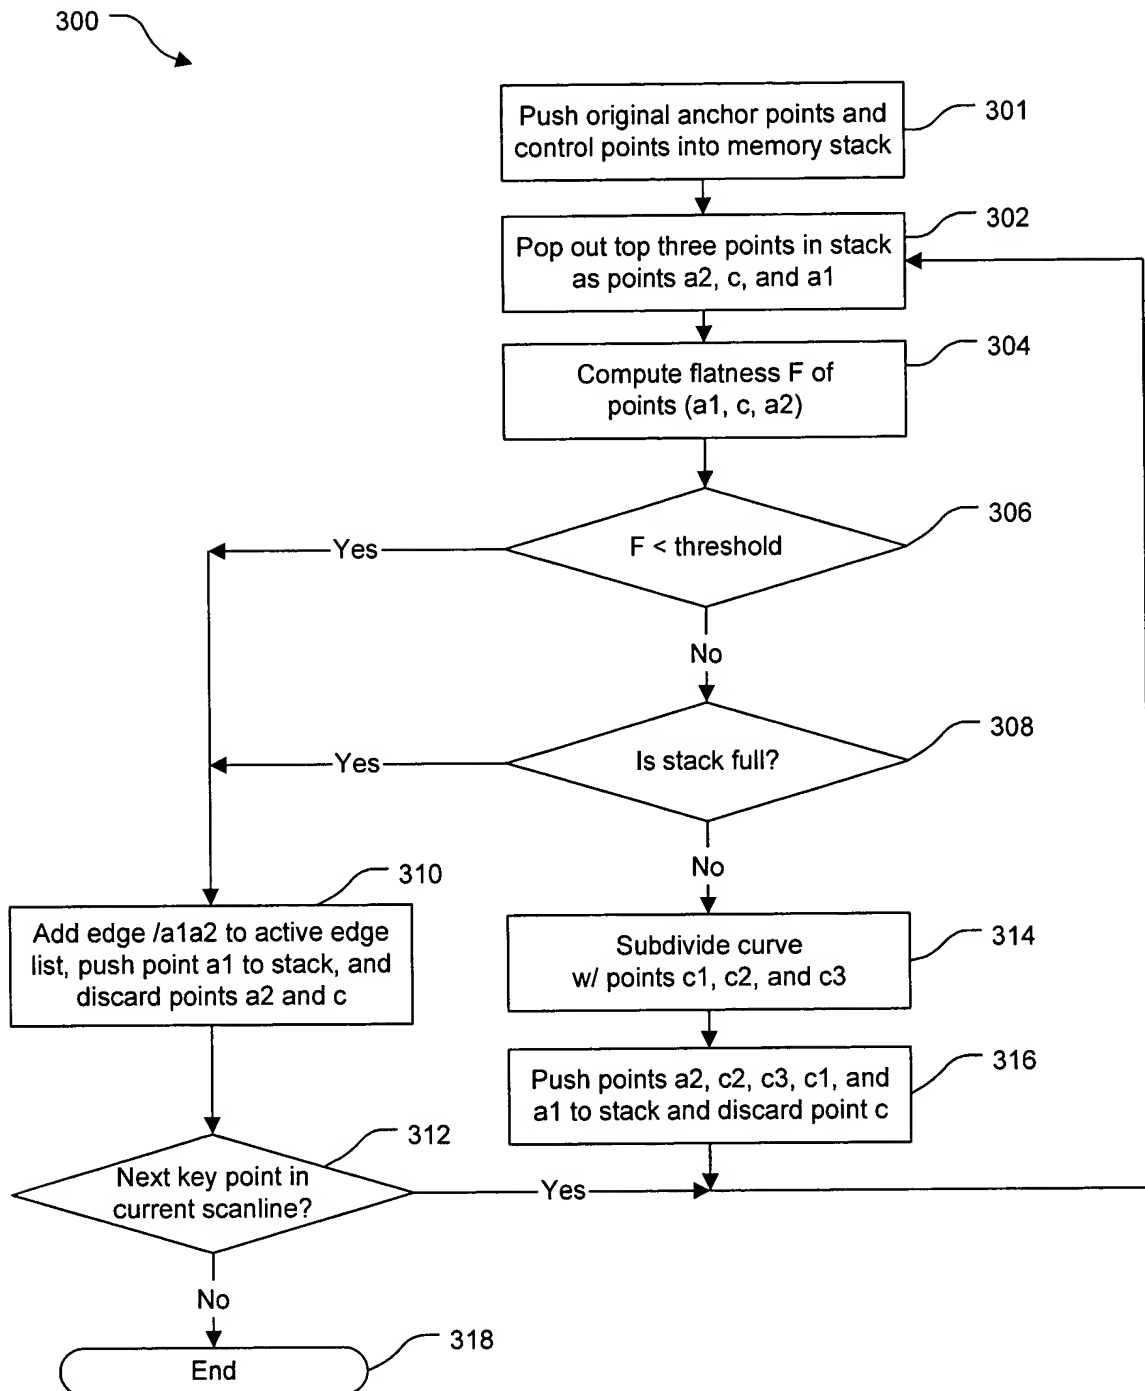 300
Push original anchor points and
control points into memory stack
301
Pop out top three points in stack
as points a2, c, and a1
302
Compute flatness F of
points (a1, c, a2)
304
F < threshold
306
Yes
No
Is stack full?
308
Yes
No
Add edge /a1a2 to active edge
list, push point a1 to stack, and
discard points a2 and c
310
Subdivide curve
w/ points c1, c2, and c3
314
Push points a2, c2, c3, c1, and
a1 to stack and discard point c
316
Next key point in
current scanline?
312
Yes
No
End
318